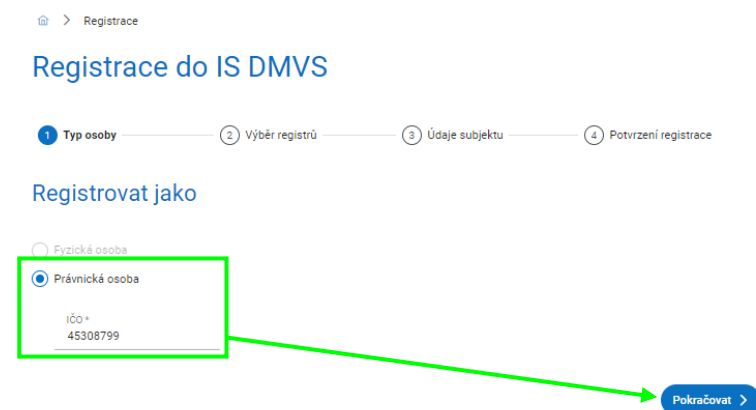 Registrace
Registrace do IS DMVS
1 Typ osoby 2 Výběr registrů 3 Údaje subjektu 4 Potvrzení registrace
Registrovat jako
Fyzická osoba
Právnická osoba
IČO *
45308799
Pokračovat